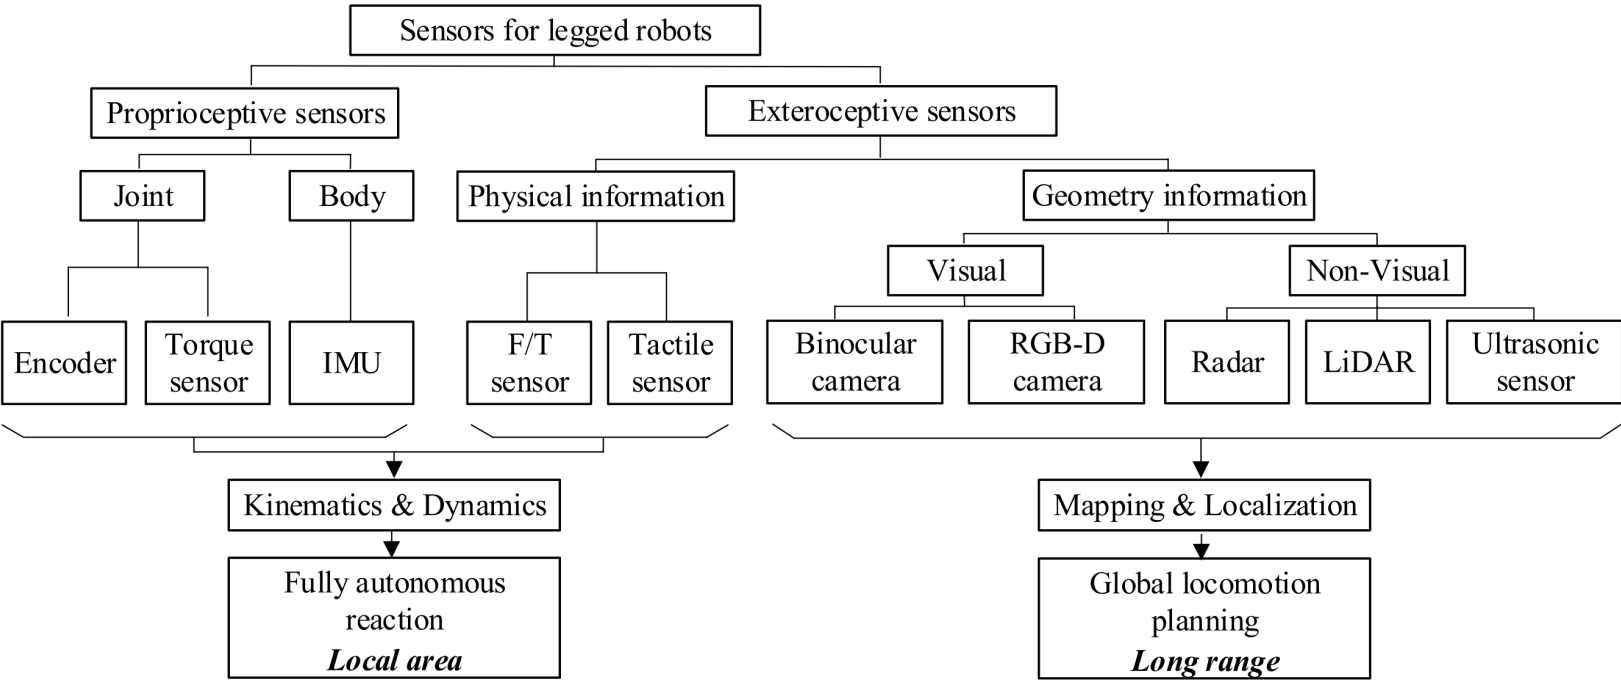 Sensors for legged robots
Proprioceptive sensors
Exteroceptive sensors
Joint
Body
Physical information
Geometry information
Visual
Non-Visual
Encoder
Torque
sensor
IMU
F/T
sensor
Tactile
sensor
Binocular
camera
RGB-D
camera
Radar
LiDAR
Ultrasonic
sensor
Kinematics & Dynamics
Mapping & Localization
Fully autonomous
reaction
Local area
Global locomotion
planning
Long range